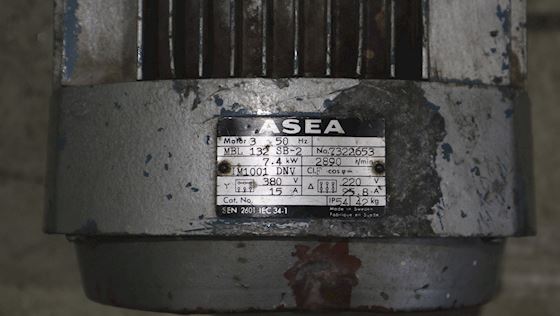 ASEA
Motor 3 50 Hz
MBL 132 SB-2 No. 7322653
7.4 kW 2890 r/min
IM1001 DNV CI.F cos φ -
Y 380 V Δ 220 V
15 A 25.8 A
Cat. No. IP54 42 kg
SEN 2601 IEC 34-1 Made in Sweden
Fabriqué en Suède